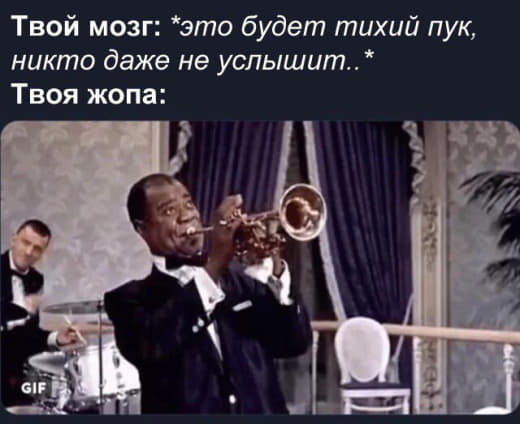 Твой мозг: *это будет тихий пук,
никто даже не услышит..*
Твоя жопа:
GIF